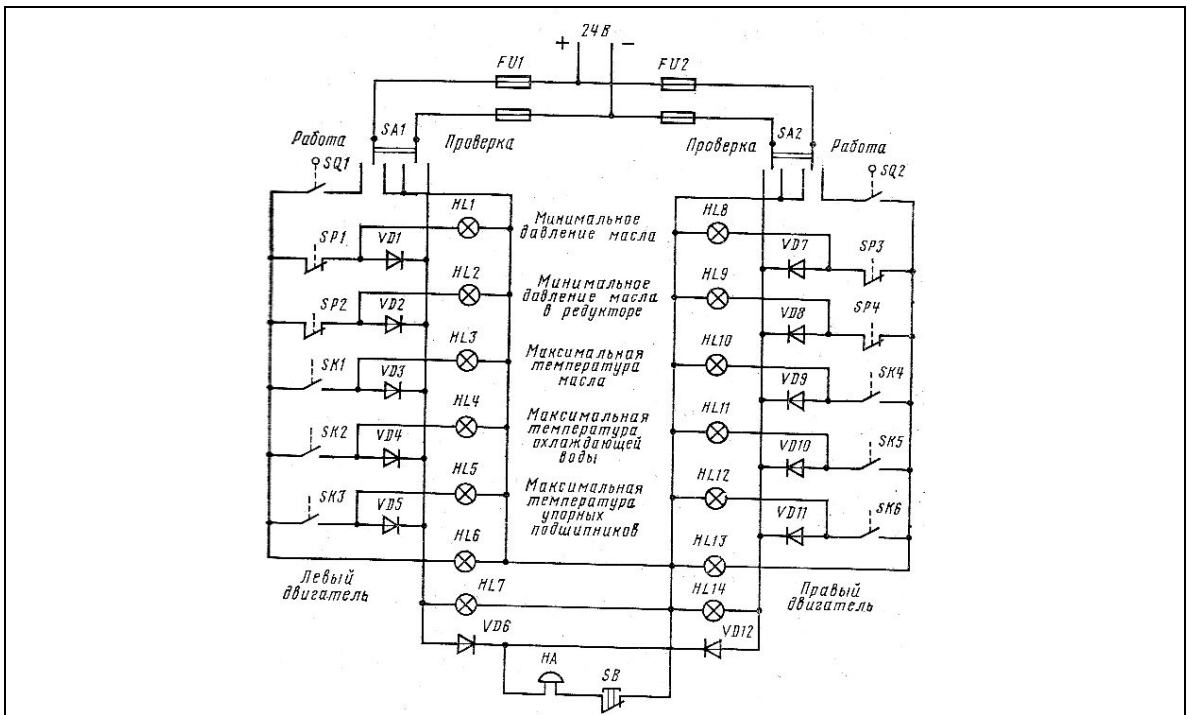 24В
+ −
FU1 FU2
SA1 SA2
Работа Проверка Проверка Работа
SQ1 SQ2
HL1 Минимальное давление масла HL8
SP1 VD1 VD7 SP3
HL2 Минимальное давление масла в редукторе HL9
SP2 VD2 VD8 SP4
HL3 Максимальная температура масла HL10
SK1 VD3 VD9 SK4
HL4 Максимальная температура охлаждающей воды HL11
SK2 VD4 VD10 SK5
HL5 Максимальная температура упорных подшипников HL12
SK3 VD5 VD11 SK6
HL6 HL13
Левый двигатель Правый двигатель
HL7 HL14
VD6 VD12
HA SB